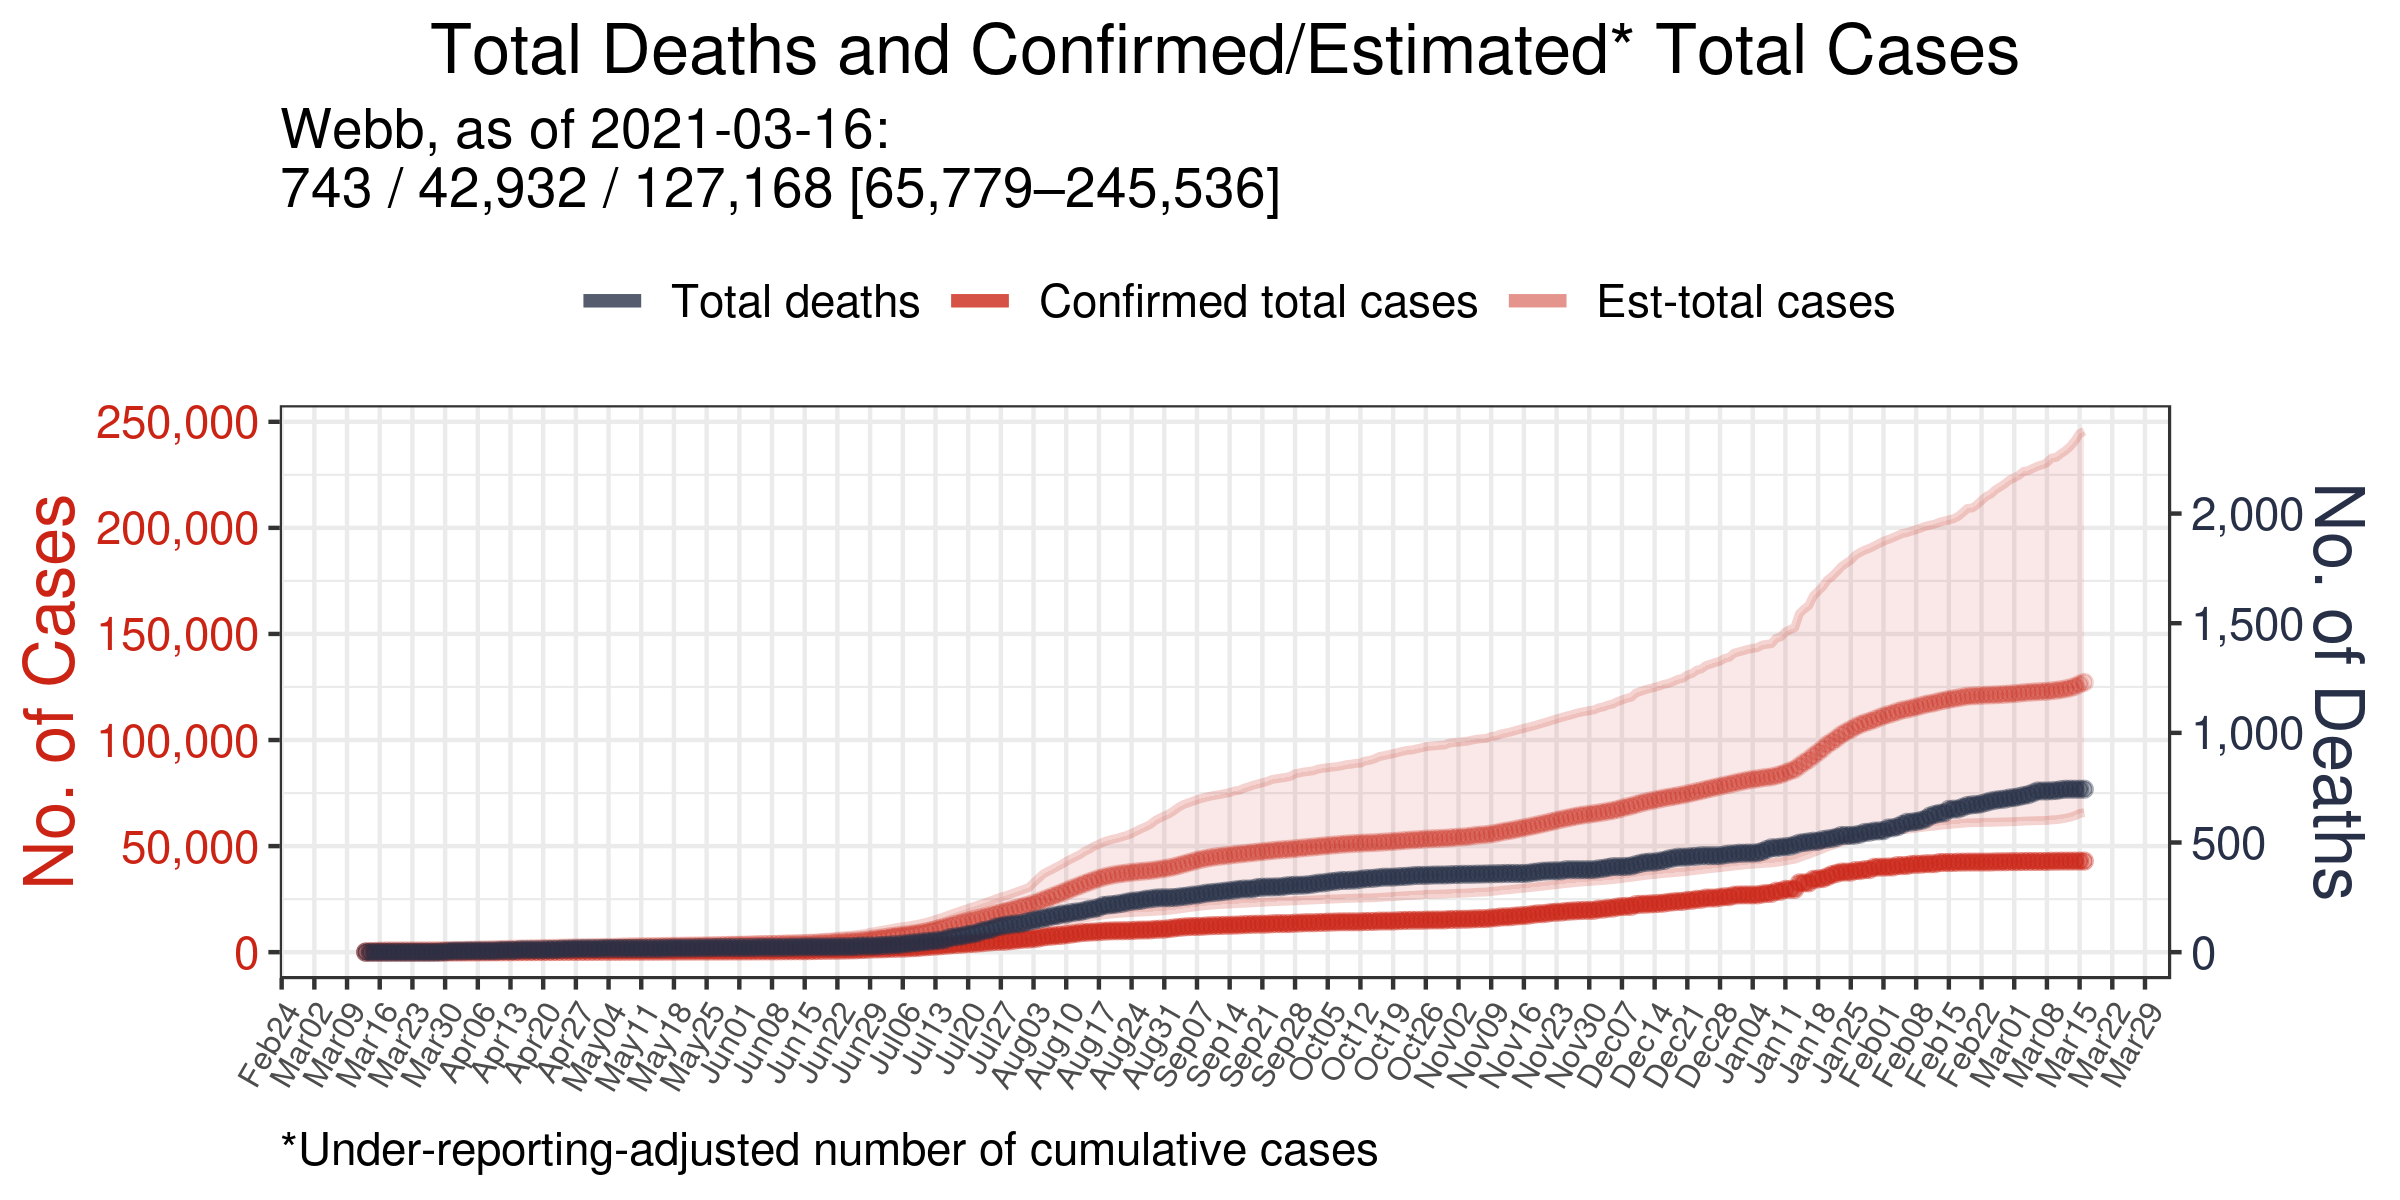 Total Deaths and Confirmed/Estimated* Total Cases
Webb, as of 2021-03-16:
743 / 42,932 / 127,168 [65,779–245,536]
Total deaths
Confirmed total cases
Est-total cases
No. of Cases
250,000
200,000
150,000
100,000
50,000
0
2,000
1,500
1,000
500
0
No. of Deaths
Feb24
Mar02
Mar09
Mar16
Mar23
Mar30
Apr06
Apr13
Apr20
Apr27
May04
May11
May18
May25
Jun01
Jun08
Jun15
Jun22
Jun29
Jul06
Jul13
Jul20
Jul27
Aug03
Aug10
Aug17
Aug24
Aug31
Sep07
Sep14
Sep21
Sep28
Oct05
Oct12
Oct19
Oct26
Nov02
Nov09
Nov16
Nov23
Nov30
Dec07
Dec14
Dec21
Dec28
Jan04
Jan11
Jan18
Jan25
Feb01
Feb08
Feb15
Feb22
Mar01
Mar08
Mar15
Mar22
Mar29
*Under-reporting-adjusted number of cumulative cases